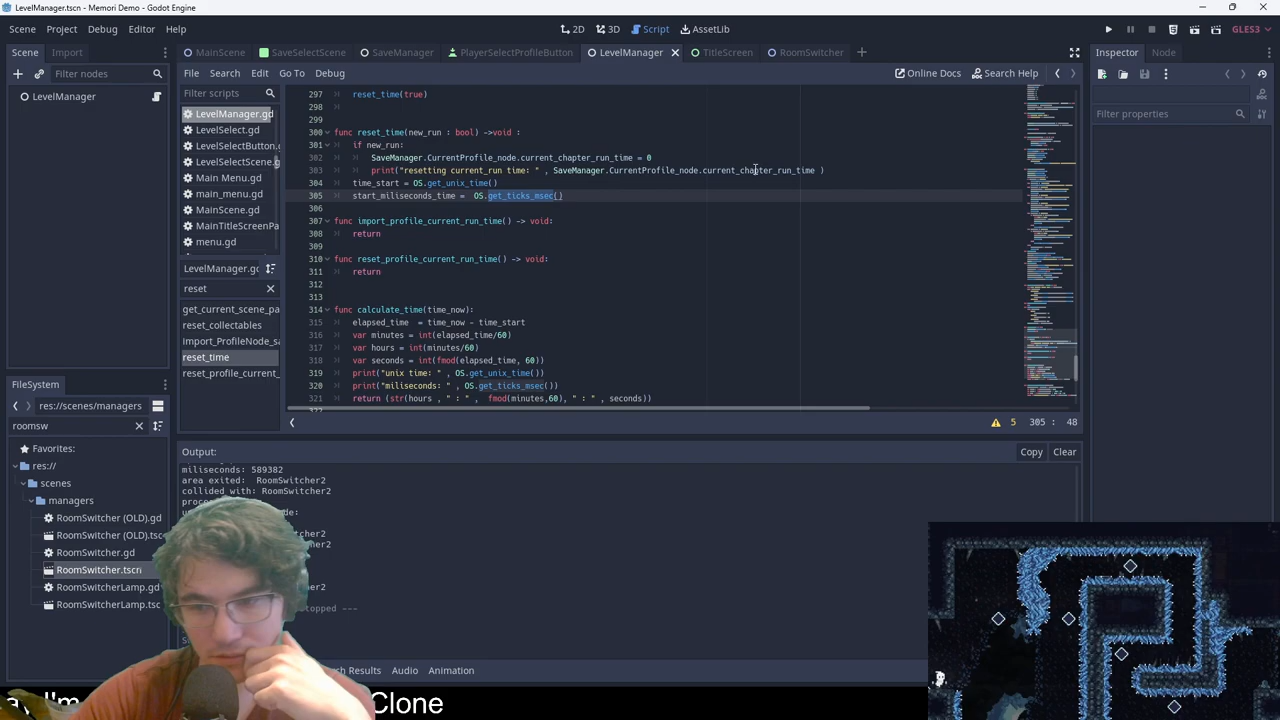 LevelManager.tscn - Memori Demo - Godot Engine
Scene Project Debug Editor Help
2D 3D Script AssetLib
GLES3
Scene Import
Filter nodes
LevelManager
MainScene SaveSelectScene SaveManager PlayerSelectProfileButton LevelManager TitleScreen RoomSwitcher
File Search Edit Go To Debug
Online Docs Search Help
Filter scripts
LevelManager.gd
LevelSelect.gd
LevelSelectButton.
LevelSelectScene.g
Main Menu.gd
main_menu.gd
MainScene.gd
MainTitleScreenPa
menu.gd
LevelManager.gc
reset
get_current_scene_pa
reset_collectables
import_ProfileNode_sa
reset_time
reset_profile_current_
297 reset_time(true)
298
299
300 func reset_time(new_run : bool) ->void :
301 if new_run:
302 SaveManager.CurrentProfile_node.current_chapter_run_time = 0
303 print("resetting current_run time: " , SaveManager.CurrentProfile_node.current_chapter_run_time )
304 time_start = OS.get_unix_time()
305 start_miliseconds_time = OS.get_ticks_msec()
306
307 func import_profile_current_run_time() -> void:
308 return
309
310 func reset_profile_current_run_time() -> void:
311 return
312
313
314 func calculate_time(time_now):
315 elapsed_time = time_now - time_start
316 var minutes = int(elapsed_time/60)
317 var hours = int(minutes/60)
318 var seconds = int(fmod(elapsed_time, 60))
319 print("unix time: " , OS.get_unix_time())
320 print("miliseconds: " , OS.get_ticks_msec())
321 return (str(hours , " : " , fmod(minutes,60), " : " , seconds))
5 305 : 48
Inspector Node
Filter properties
FileSystem
res://scenes/managers
roomsw
Favorites:
res://
scenes
managers
RoomSwitcher (OLD).gd
RoomSwitcher (OLD).tsc
RoomSwitcher.gd
RoomSwitcher.tscn
RoomSwitcherLamp.gd
RoomSwitcherLamp.tsc
Output:
Copy Clear
miliseconds: 589382
area exited: RoomSwitcher2
collided with: RoomSwitcher2
stopped ---
Results Audio Animation
I'm
Clone